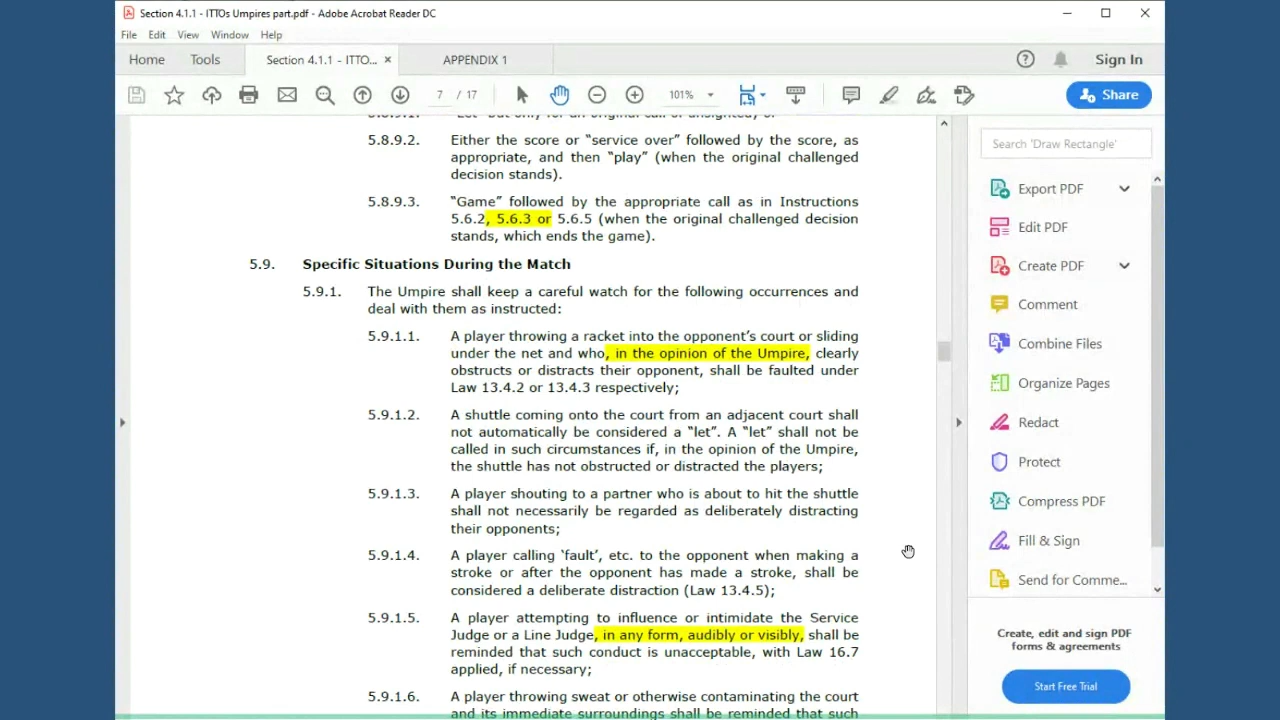 Section 4.1.1 - ITTOs Umpires part.pdf - Adobe Acrobat Reader DC
File Edit View Window Help
Home Tools Section 4.1.1 - ITTO... × APPENDIX 1 Sign In
7 / 17 101% Share
5.8.9.1. "Let" but only for an original call of unsighted, or
5.8.9.2. Either the score or “service over” followed by the score, as
appropriate, and then “play” (when the original challenged
decision stands).
5.8.9.3. “Game” followed by the appropriate call as in Instructions
5.6.2, 5.6.3 or 5.6.5 (when the original challenged decision
stands, which ends the game).
5.9. Specific Situations During the Match
5.9.1. The Umpire shall keep a careful watch for the following occurrences and
deal with them as instructed:
5.9.1.1. A player throwing a racket into the opponent’s court or sliding
under the net and who, in the opinion of the Umpire, clearly
obstructs or distracts their opponent, shall be faulted under
Law 13.4.2 or 13.4.3 respectively;
5.9.1.2. A shuttle coming onto the court from an adjacent court shall
not automatically be considered a “let”. A “let” shall not be
called in such circumstances if, in the opinion of the Umpire,
the shuttle has not obstructed or distracted the players;
5.9.1.3. A player shouting to a partner who is about to hit the shuttle
shall not necessarily be regarded as deliberately distracting
their opponents;
5.9.1.4. A player calling ‘fault’, etc. to the opponent when making a
stroke or after the opponent has made a stroke, shall be
considered a deliberate distraction (Law 13.4.5);
5.9.1.5. A player attempting to influence or intimidate the Service
Judge or a Line Judge, in any form, audibly or visibly, shall be
reminded that such conduct is unacceptable, with Law 16.7
applied, if necessary;
5.9.1.6. A player throwing sweat or otherwise contaminating the court
and its immediate surroundings shall be reminded that such
Search 'Draw Rectangle'
Export PDF
Edit PDF
Create PDF
Comment
Combine Files
Organize Pages
Redact
Protect
Compress PDF
Fill & Sign
Send for Comme...
Create, edit and sign PDF
forms & agreements
Start Free Trial